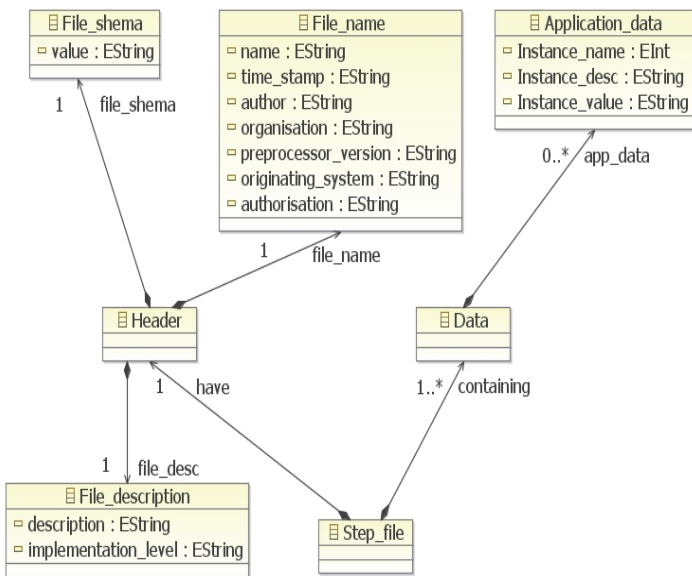 File_shema
value : EString
File_name
name : EString
time_stamp : EString
author : EString
organisation : EString
preprocessor_version : EString
originating_system : EString
authorisation : EString
Application_data
Instance_name : EInt
Instance_desc : EString
Instance_value : EString
1 file_shema
1 file_name
0..* app_data
Header
Data
1 have
1..* containing
1 file_desc
File_description
description : EString
implementation_level : EString
Step_file